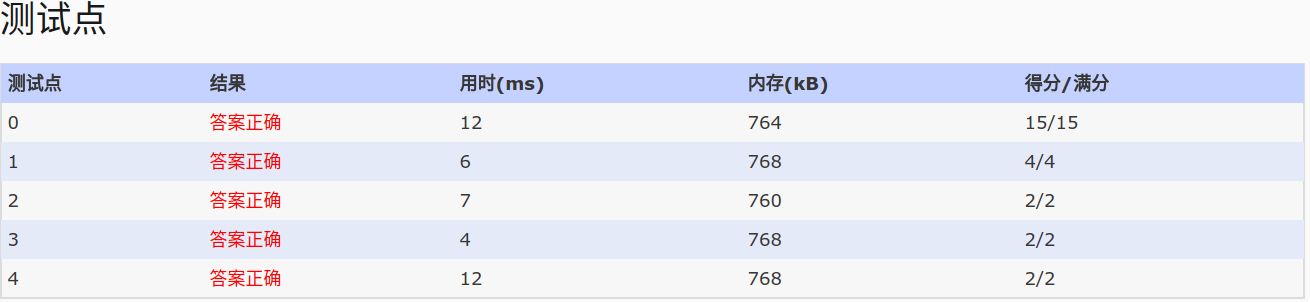 测试点
测试点 结果 用时(ms) 内存(kB) 得分/满分
0 答案正确 12 764 15/15
1 答案正确 6 768 4/4
2 答案正确 7 760 2/2
3 答案正确 4 768 2/2
4 答案正确 12 768 2/2